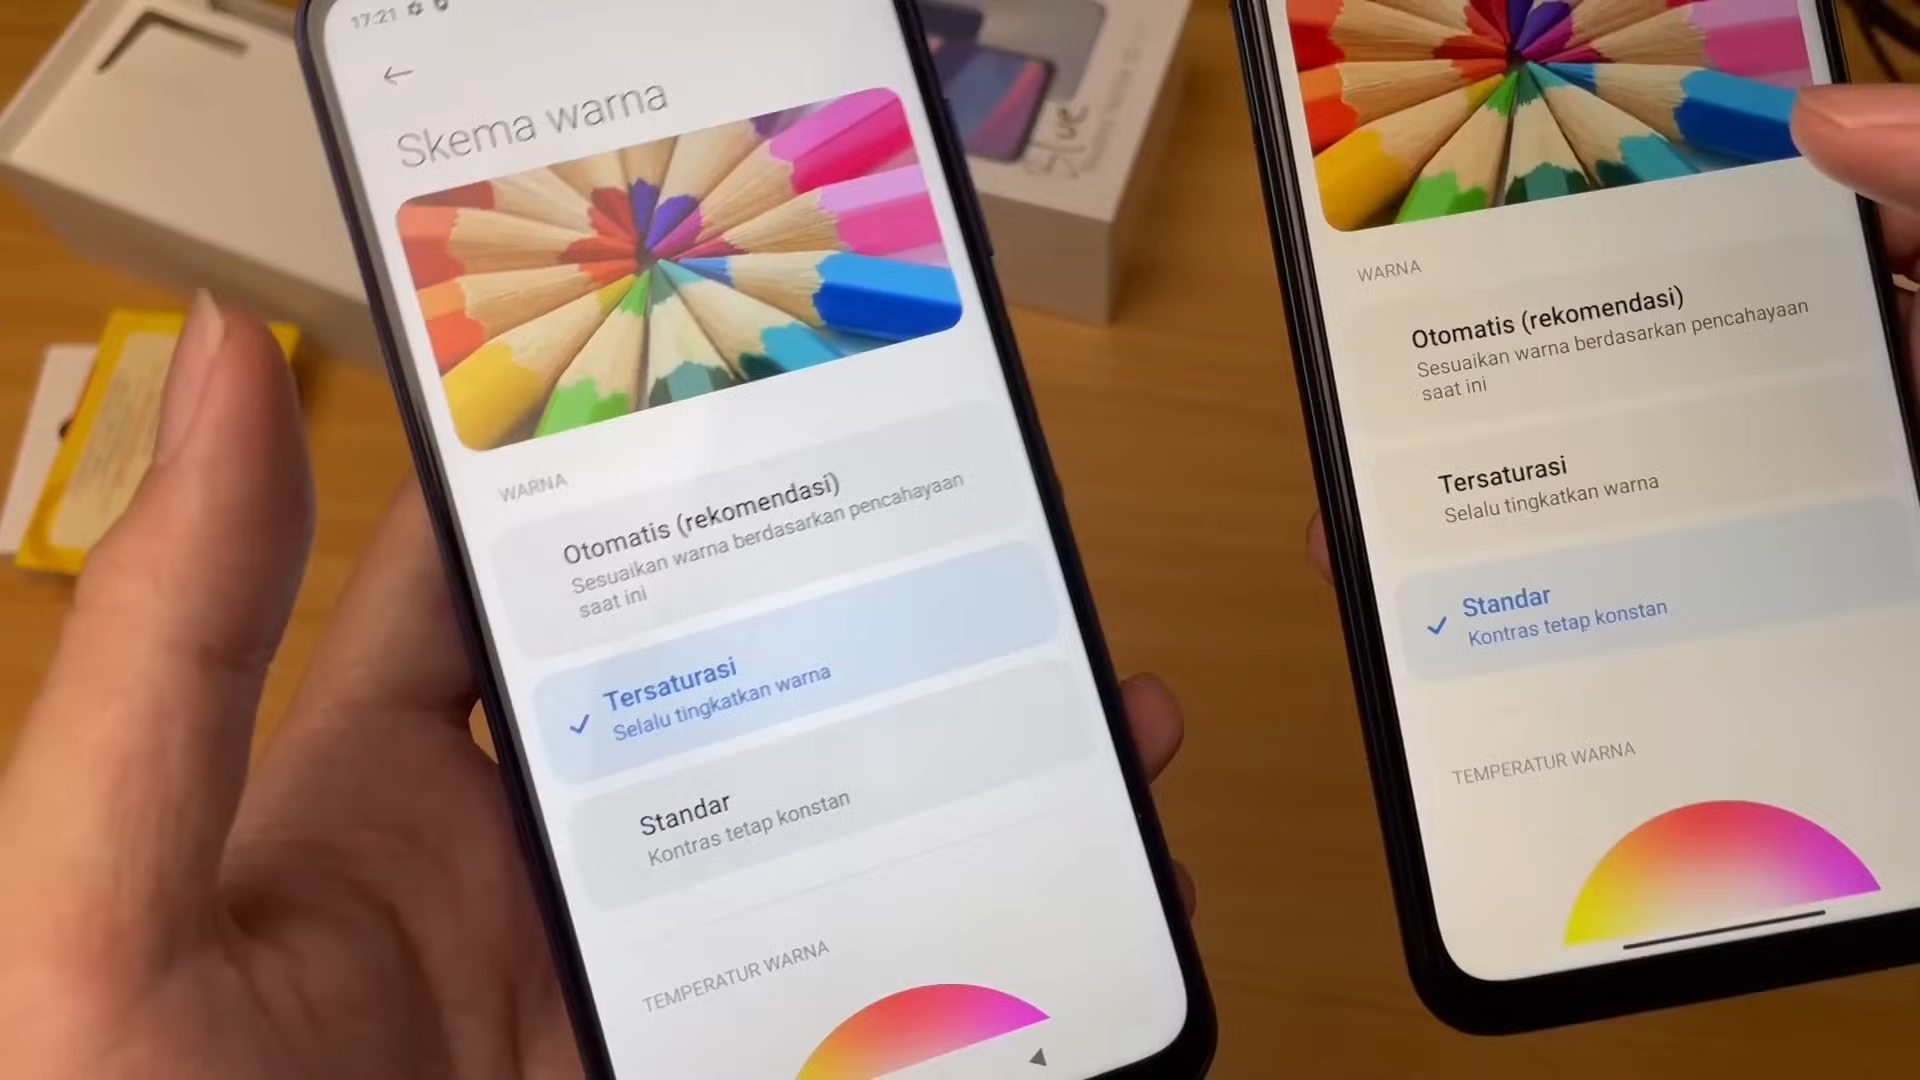 17:21
Skema warna
WARNA
Otomatis (rekomendasi)
Sesuaikan warna berdasarkan pencahayaan
saat ini
Tersaturasi
Selalu tingkatkan warna
Standar
Kontras tetap konstan
TEMPERATUR WARNA
Blue
WARNA
Otomatis (rekomendasi)
Sesuaikan warna berdasarkan pencahayaan
saat ini
Tersaturasi
Selalu tingkatkan warna
Standar
Kontras tetap konstan
TEMPERATUR WARNA